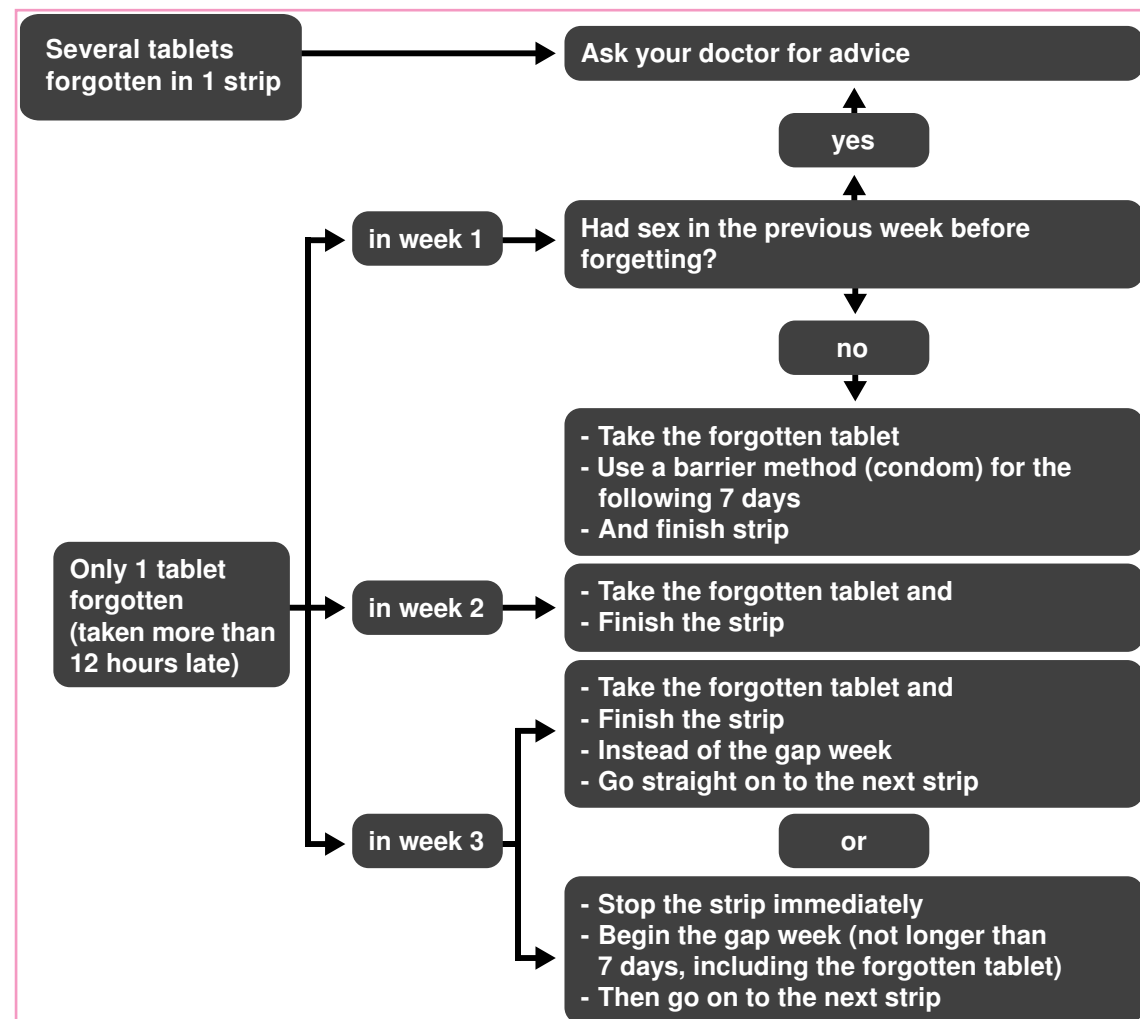 Several tablets
forgotten in 1 strip
Ask your doctor for advice
yes
in week 1
Had sex in the previous week before
forgetting?
no
- Take the forgotten tablet
- Use a barrier method (condom) for the
following 7 days
- And finish strip
Only 1 tablet
forgotten
(taken more than
12 hours late)
in week 2
- Take the forgotten tablet and
- Finish the strip
- Take the forgotten tablet and
- Finish the strip
- Instead of the gap week
- Go straight on to the next strip
in week 3
or
- Stop the strip immediately
- Begin the gap week (not longer than
7 days, including the forgotten tablet)
- Then go on to the next strip